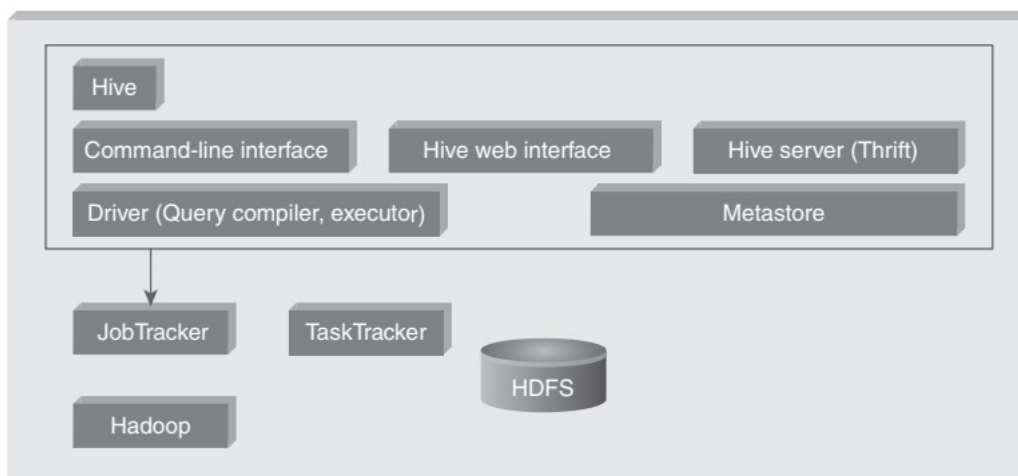 Hive
Command-line interface
Hive web interface
Hive server (Thrift)
Driver (Query compiler, executor)
Metastore
JobTracker
TaskTracker
HDFS
Hadoop